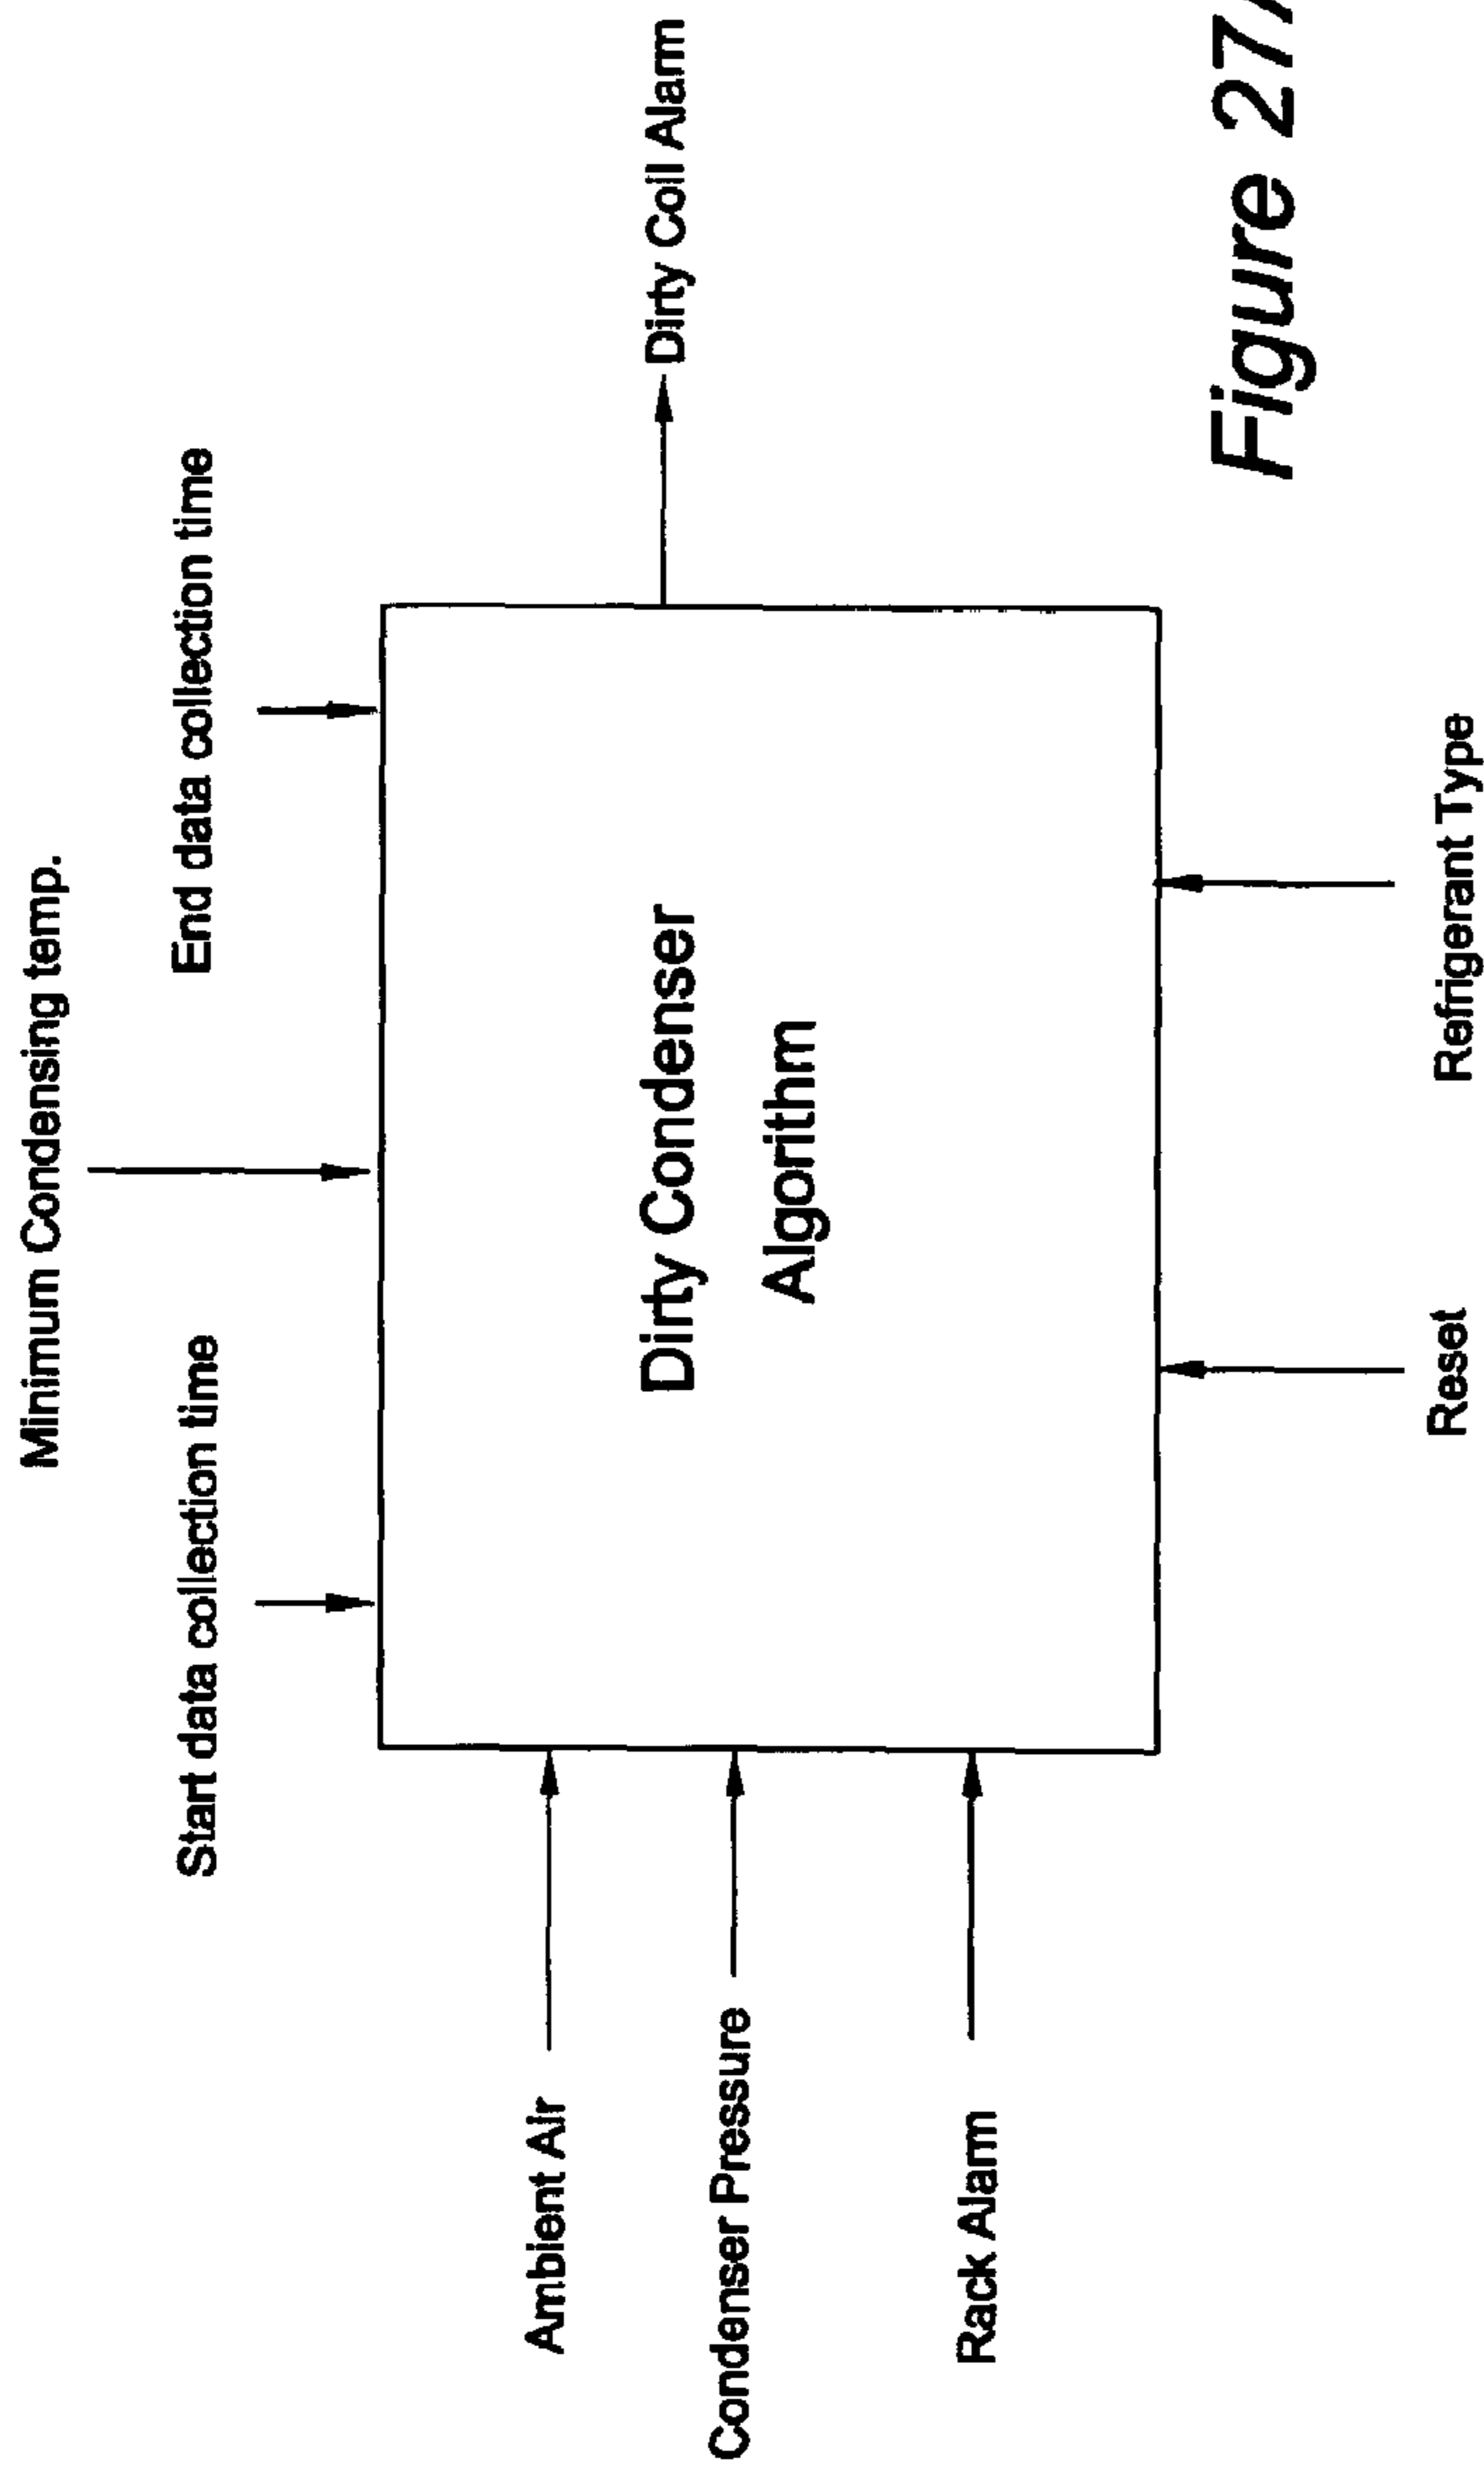 Minimum Condensing temp.
Start data collection time
End data collection time
Ambient Air
Condenser Pressure
Rack Alarm
Dirty Condenser
Algorithm
Dirty Coil Alarm
Reset
Refrigerant Type
Figure 27A